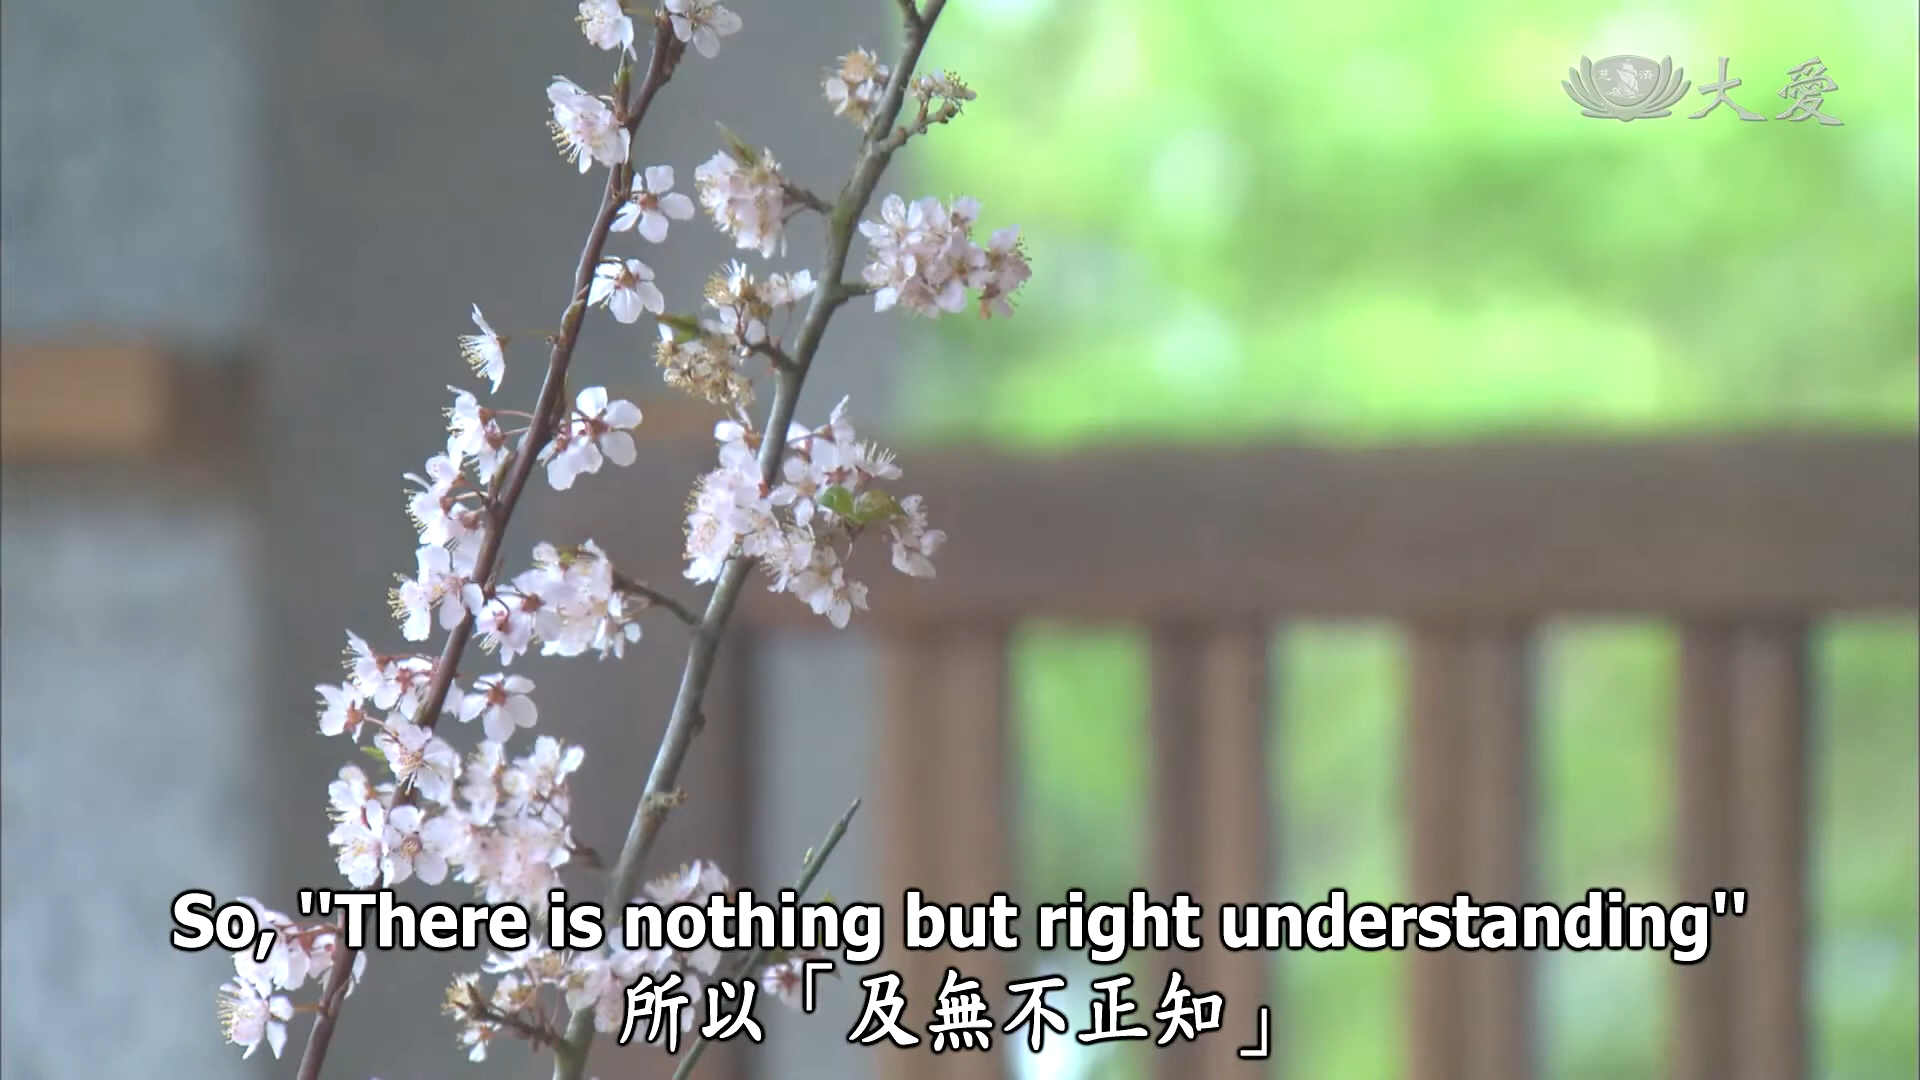 大愛
So, "There is nothing but right understanding"
所以「及無不正知」